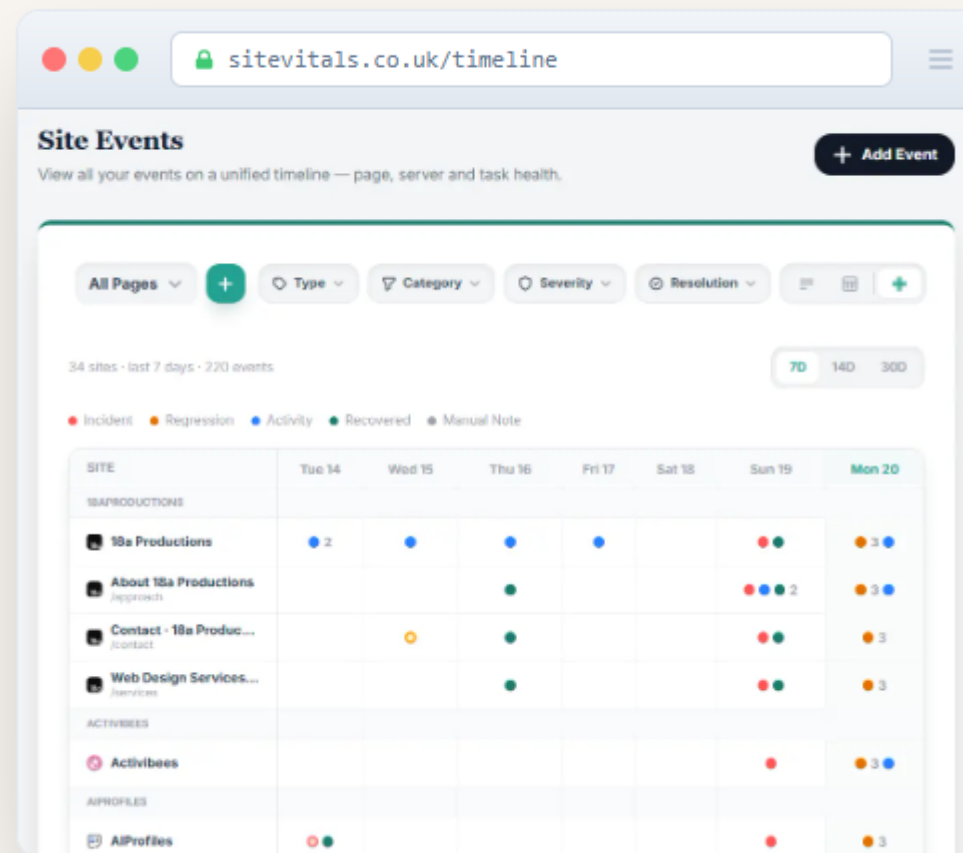 sitevitals.co.uk/timeline
Site Events
Add Event
View all your events on a unified timeline — page, server and task health.
All Pages Type Category Severity Resolution
34 sites · last 7 days · 220 events 7D 14D 30D
Incident Regression Activity Recovered Manual Note
SITE Tue 14 Wed 15 Thu 16 Fri 17 Sat 18 Sun 19 Mon 20
18APRODUCTIONS
18a Productions 2 3
About 18a Productions 2 3
/approach
Contact - 18a Produc... 3
/contact
Web Design Services... 3
/services
ACTIVIBEES
Activibees 3
AIPROFILES
AIProfiles 3